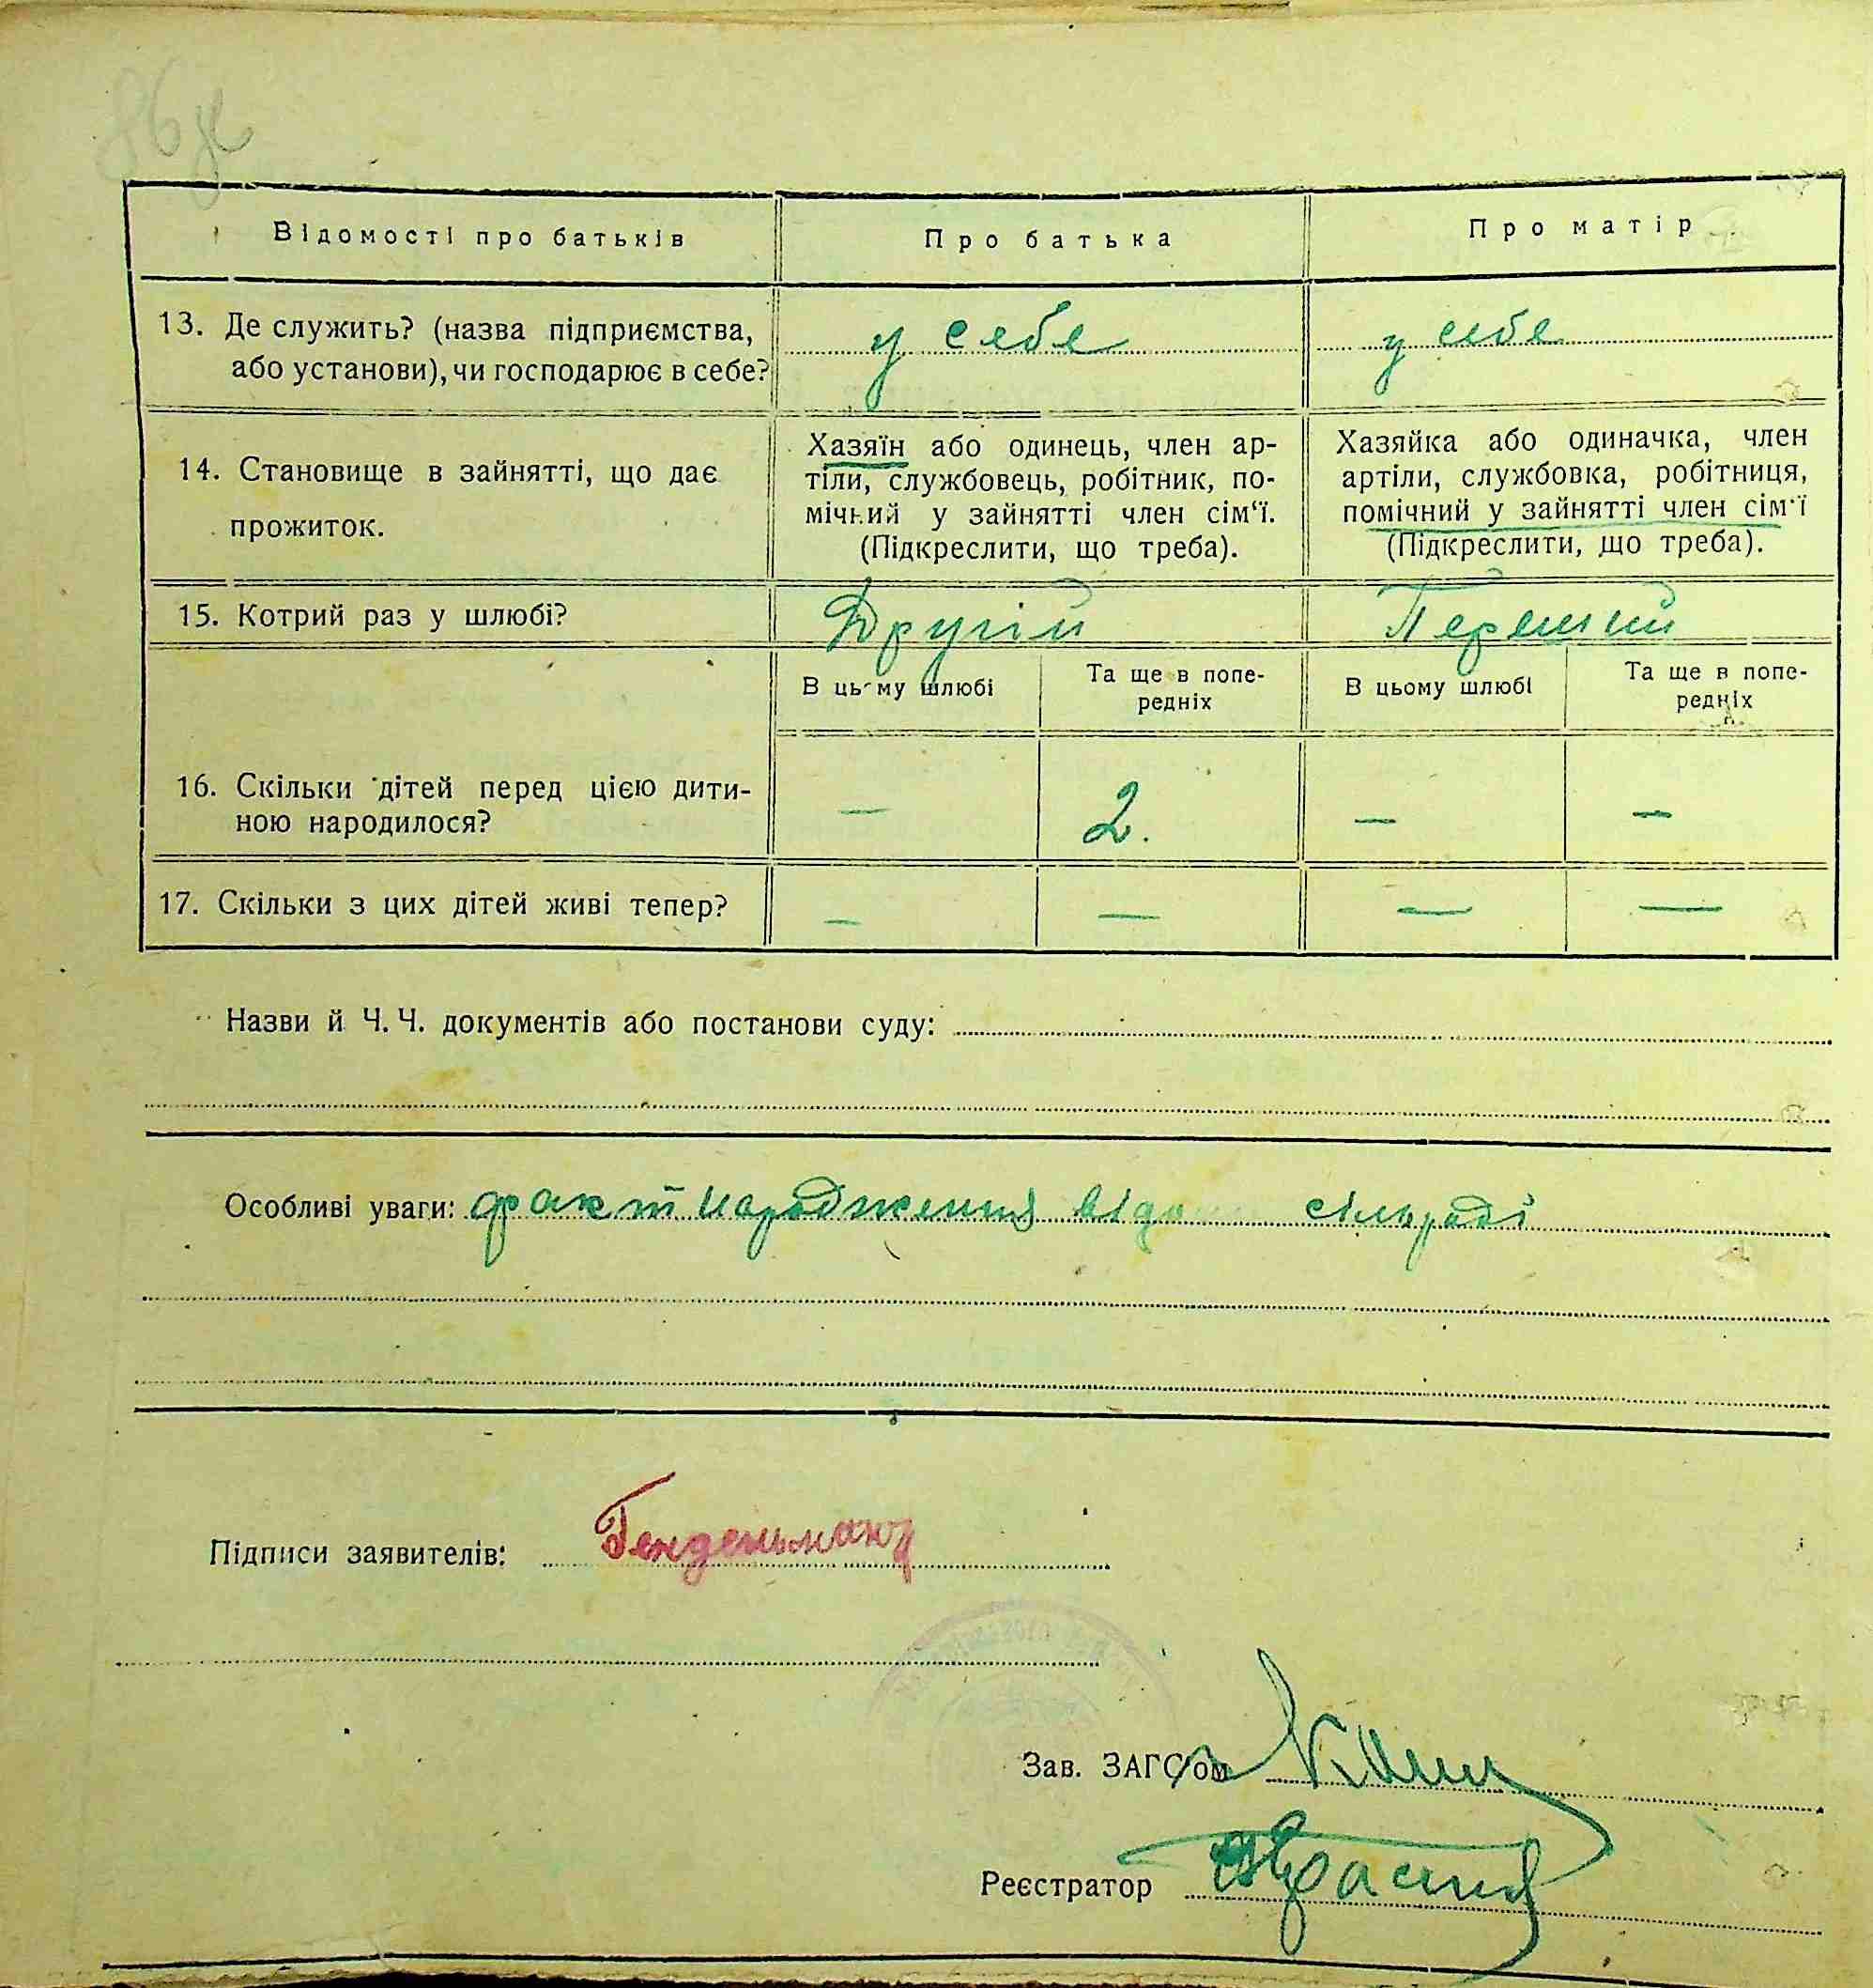 Відомості про батьків
Про батька
Про матір
13. Де служить? (назва підприємства,
або установи), чи господарює в себе?
у себе
у себе
14. Становище в зайнятті, що дає
прожиток.
Хазяїн або одинець, член ар-
тіли, службовець, робітник, по-
мічний у зайнятті член сім‘ї.
(Підкреслити, що треба).
Хазяйка або одиначка, член
артіли, службовка, робітниця,
помічний у зайнятті член сім‘ї
(Підкреслити, що треба).
15. Котрий раз у шлюбі?
Другій
Перший
В цьому шлюбі
Та ще в попе-
редніх
В цьому шлюбі
Та ще в попе-
редніх
16. Скільки дітей перед цією дити-
ною народилося?
—
2.
—
—
17. Скільки з цих дітей живі тепер?
—
—
—
—
Назви й Ч. Ч. документів або постанови суду:
Особливі уваги: факт народження сільраді
Підписи заявителів:
Зав. ЗАГС'ом
Реєстратор